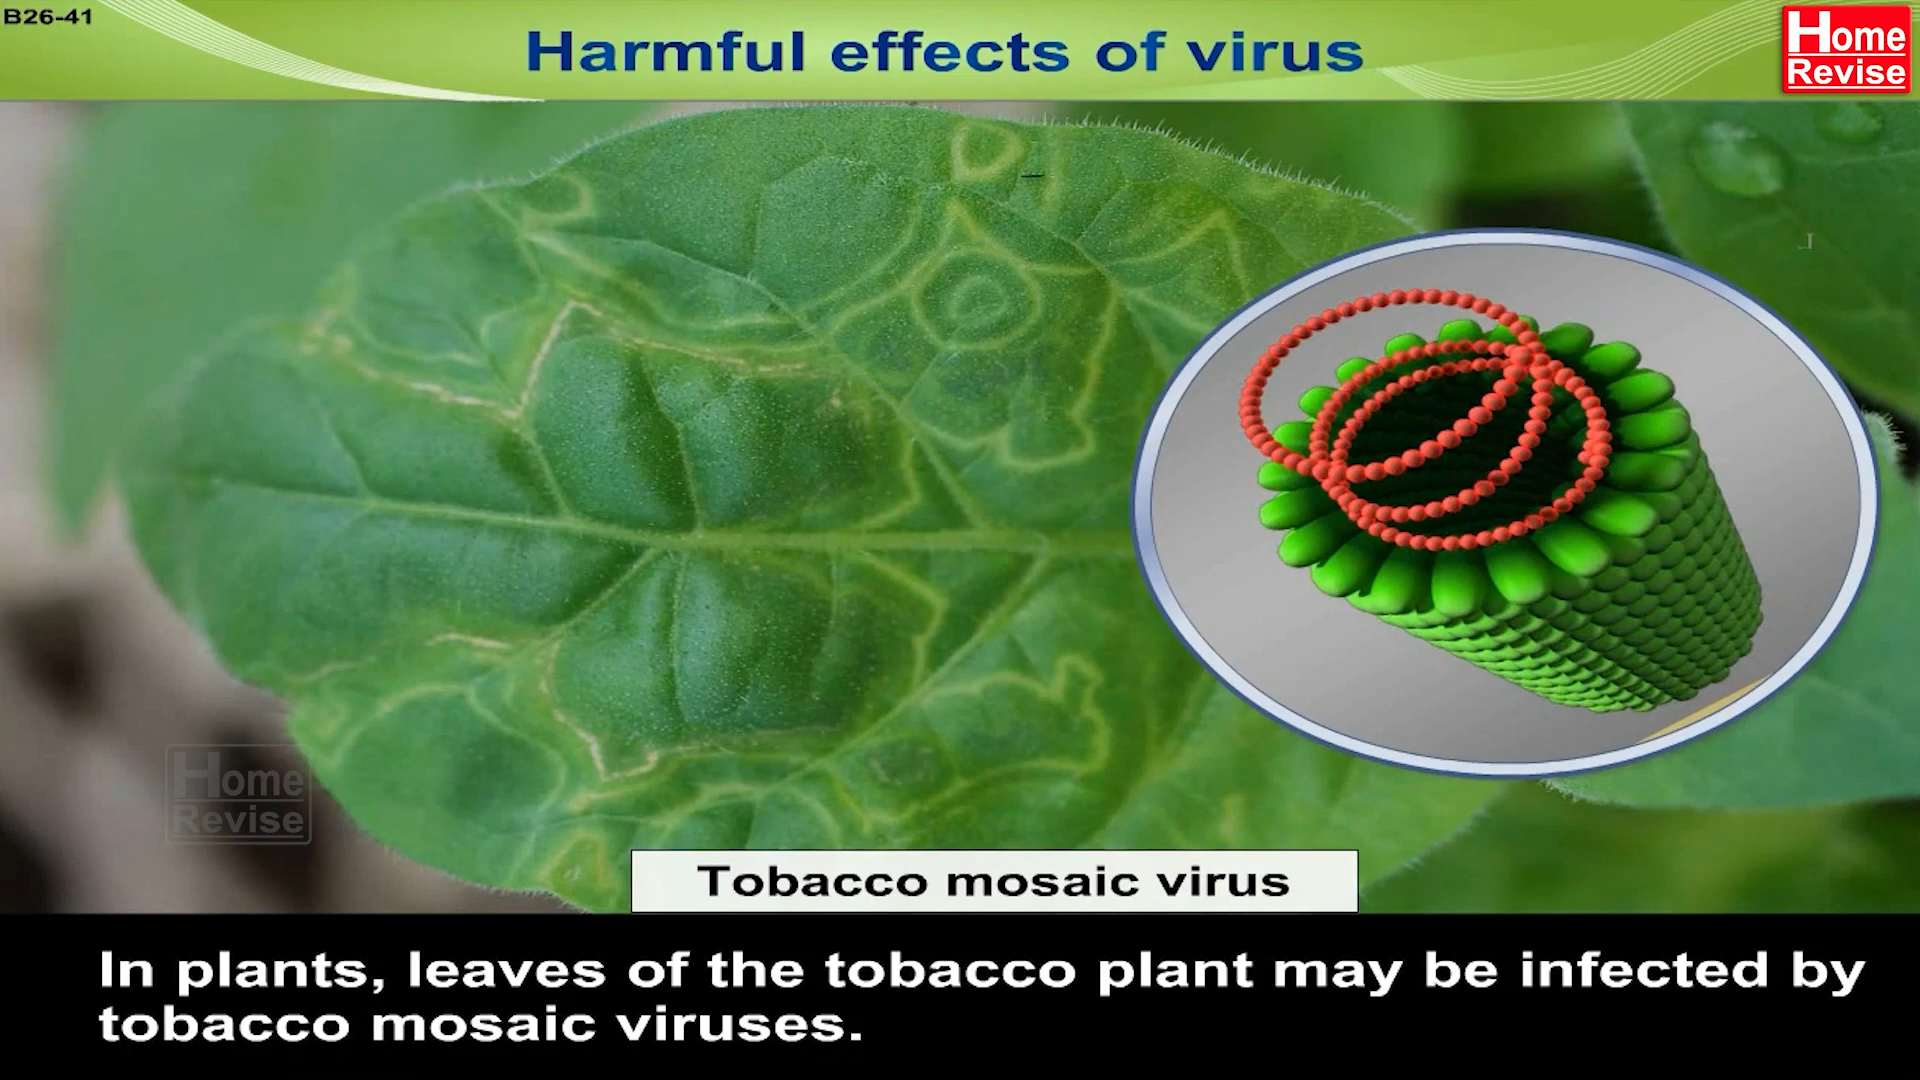 B26-41
Harmful effects of virus
Home
Revise
Home
Revise
Tobacco mosaic virus
In plants, leaves of the tobacco plant may be infected by
tobacco mosaic viruses.